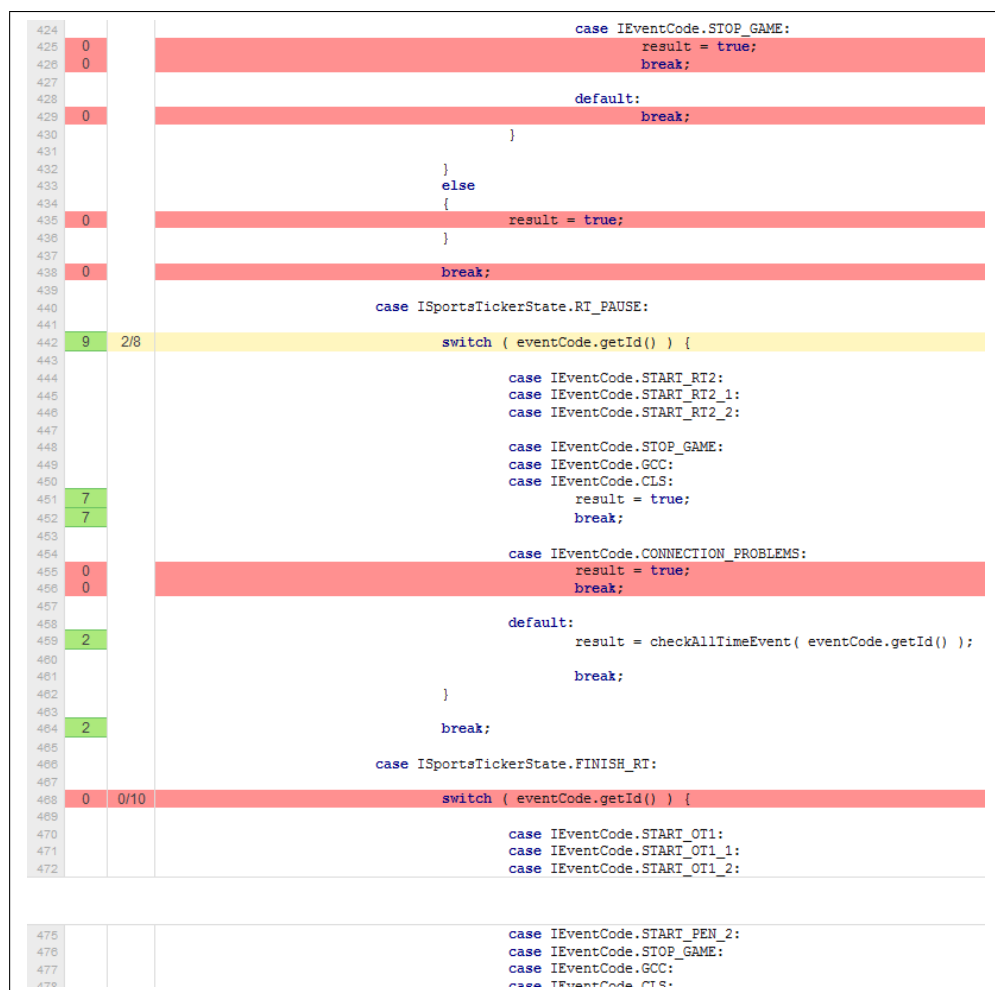 424 case IEventCode.STOP_GAME:
425 0 result = true;
426 0 break;
427
428 default:
429 0 break;
430 }
431
432 }
433 else
434 {
435 0 result = true;
436 }
437
438 0 break;
439
440 case ISportsTickerState.RT_PAUSE:
441
442 9 2/8 switch ( eventCode.getId() ) {
443
444 case IEventCode.START_RT2:
445 case IEventCode.START_RT2_1:
446 case IEventCode.START_RT2_2:
447
448 case IEventCode.STOP_GAME:
449 case IEventCode.GCC:
450 case IEventCode.CLS:
451 7 result = true;
452 7 break;
453
454 case IEventCode.CONNECTION_PROBLEMS:
455 0 result = true;
456 0 break;
457
458 default:
459 2 result = checkAllTimeEvent( eventCode.getId() );
460
461 break;
462 }
463
464 2 break;
465
466 case ISportsTickerState.FINISH_RT:
467
468 0 0/10 switch ( eventCode.getId() ) {
469
470 case IEventCode.START_OT1:
471 case IEventCode.START_OT1_1:
472 case IEventCode.START_OT1_2:
475 case IEventCode.START_PEN_2:
476 case IEventCode.STOP_GAME:
477 case IEventCode.GCC:
478 case IEventCode.CLS: